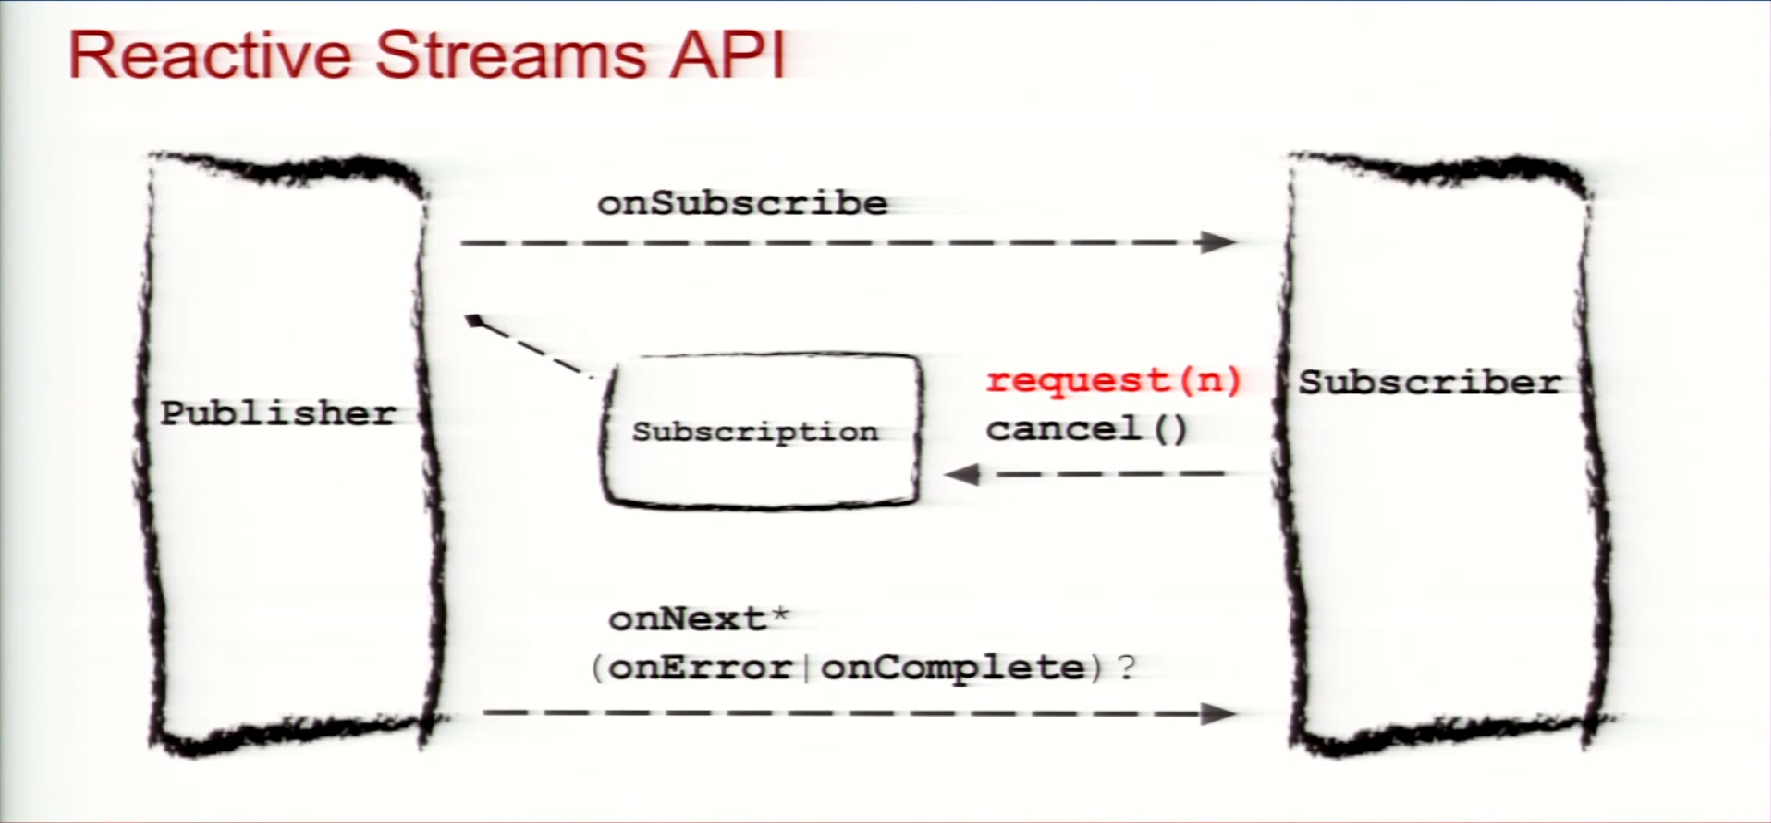 Reactive Streams API
onSubscribe
Publisher
Subscription
request(n)
cancel()
Subscriber
onNext*
(onError|onComplete)?